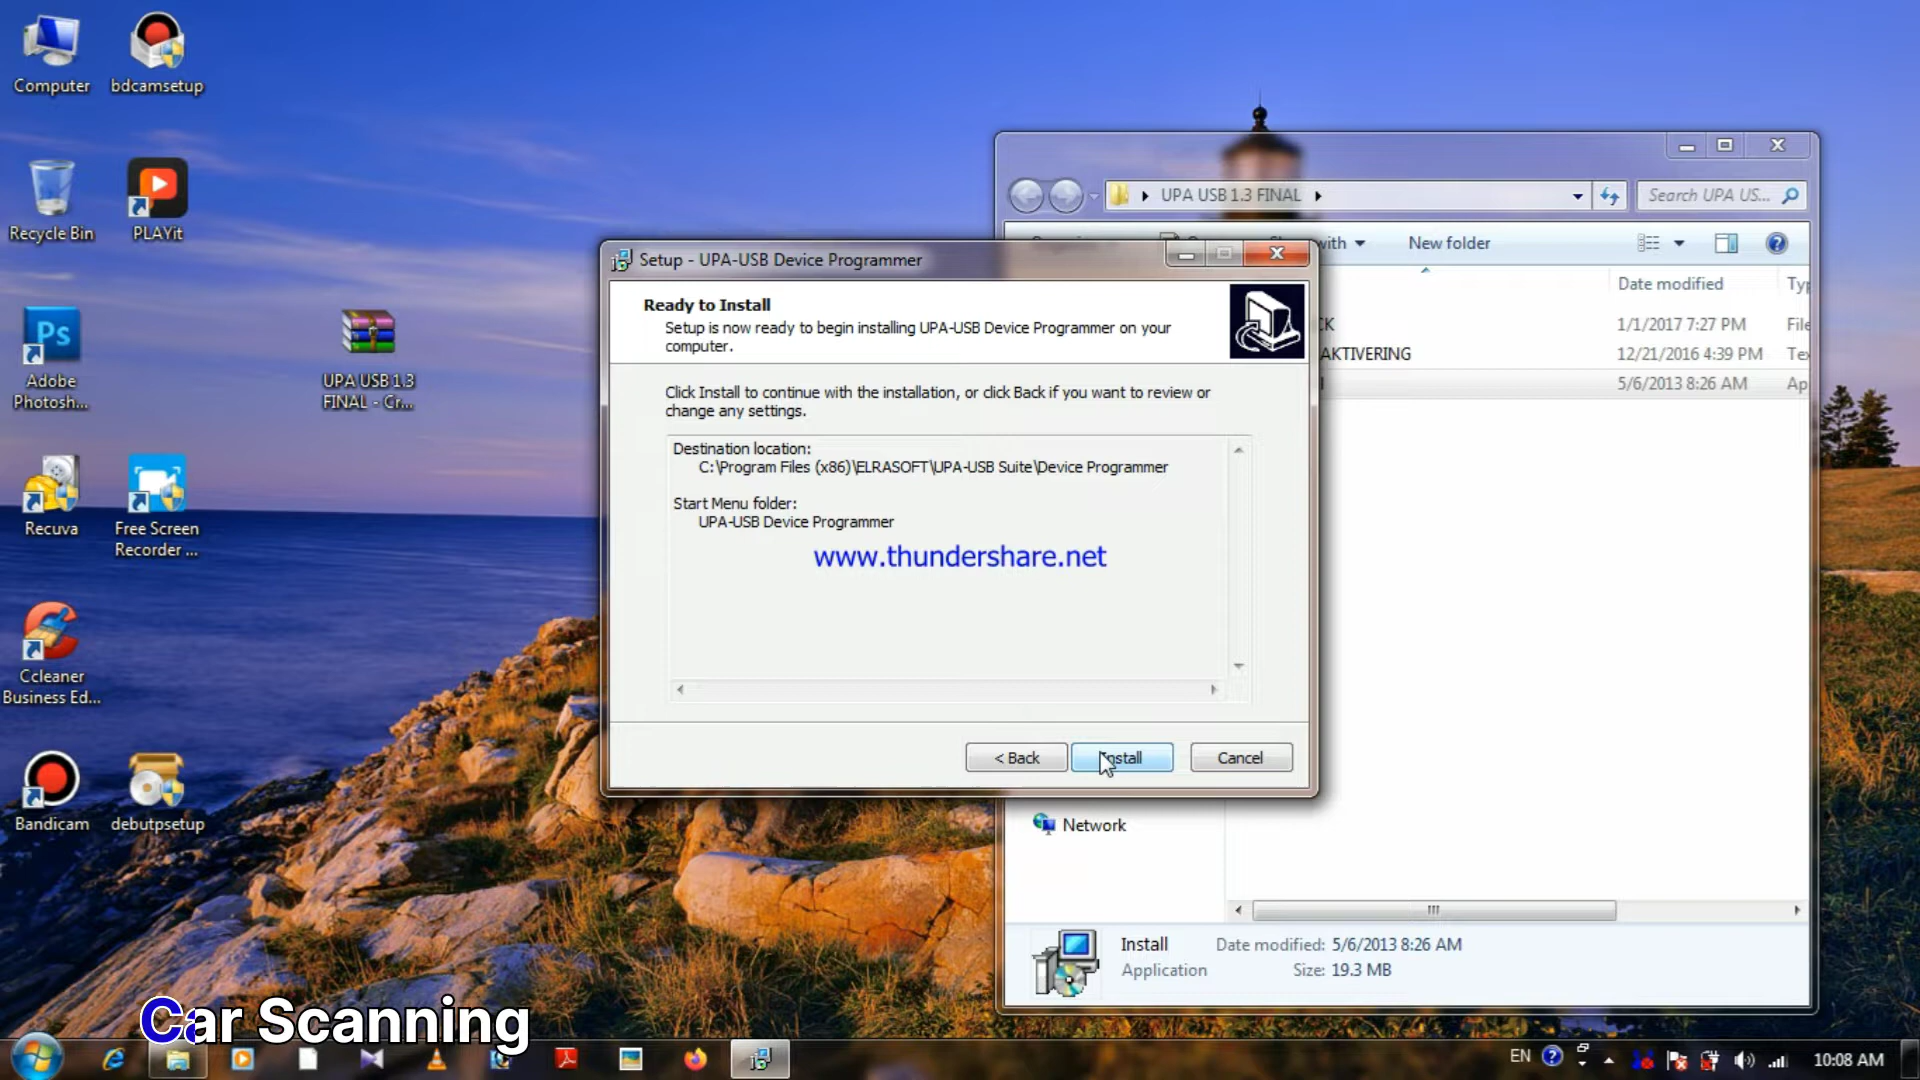 Computer
bdcamsetup
Recycle Bin
PLAYit
Adobe
Photosh...
UPA USB 1.3
FINAL - Cr...
Recuva
Free Screen
Recorder ...
Ccleaner
Business Ed...
Bandicam
debutpsetup
UPA USB 1.3 FINAL
Search UPA US...
with
New folder
Date modified
1/1/2017 7:27 PM
File
AKTIVERING
12/21/2016 4:39 PM
5/6/2013 8:26 AM
Network
Install
Date modified: 5/6/2013 8:26 AM
Application
Size: 19.3 MB
Setup - UPA-USB Device Programmer
Ready to Install
Setup is now ready to begin installing UPA-USB Device Programmer on your
computer.
Click Install to continue with the installation, or click Back if you want to review or
change any settings.
Destination location:
C:\Program Files (x86)\ELRASOFT\UPA-USB Suite\Device Programmer
Start Menu folder:
UPA-USB Device Programmer
www.thundershare.net
< Back
Install
Cancel
Car Scanning
EN
10:08 AM